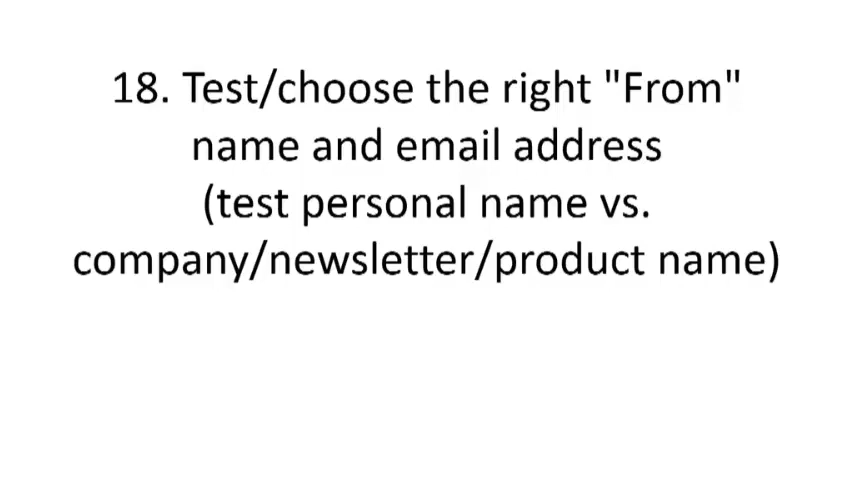 18. Test/choose the right "From"
name and email address
(test personal name vs.
company/newsletter/product name)